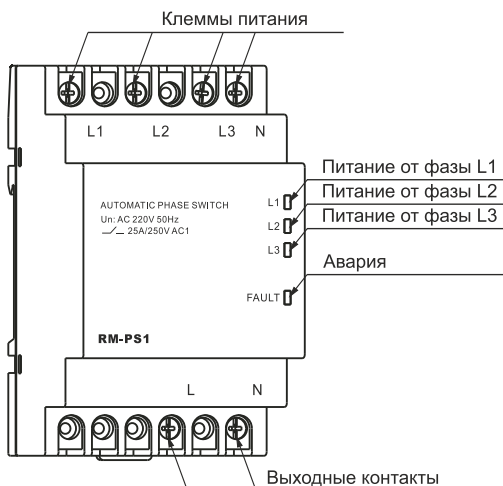 Клеммы питания
L1 L2 L3 N
Питание от фазы L1
L1
Питание от фазы L2
L2
Питание от фазы L3
L3
AUTOMATIC PHASE SWITCH
Un: AC 220V 50Hz
25A/250V AC1
Авария
FAULT
RM-PS1
L N
Выходные контакты